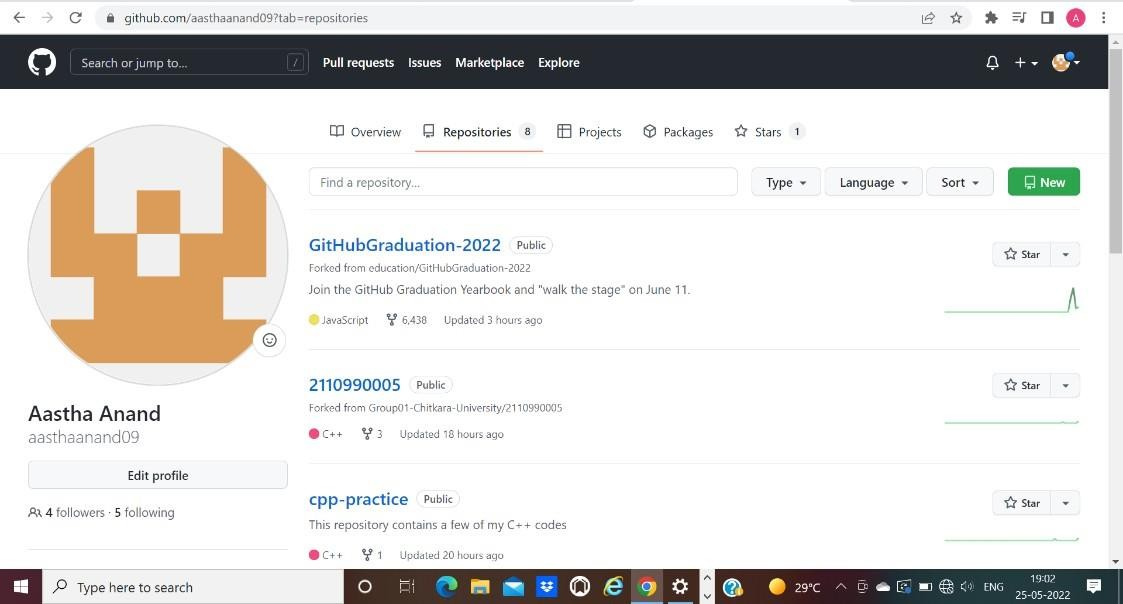 github.com/aasthaanand09?tab=repositories
A
Search or jump to... /
Pull requests Issues Marketplace Explore
Overview Repositories 8 Projects Packages Stars 1
Find a repository... Type Language Sort New
GitHubGraduation-2022 Public
Star
Forked from education/GitHubGraduation-2022
Join the GitHub Graduation Yearbook and "walk the stage" on June 11.
JavaScript 6,438 Updated 3 hours ago
2110990005 Public
Star
Forked from Group01-Chitkara-University/2110990005
C++ 3 Updated 18 hours ago
Aastha Anand
aasthaanand09
Edit profile
4 followers · 5 following
cpp-practice Public
Star
This repository contains a few of my C++ codes
C++ 1 Updated 20 hours ago
Type here to search
29°C ENG
19:02
25-05-2022